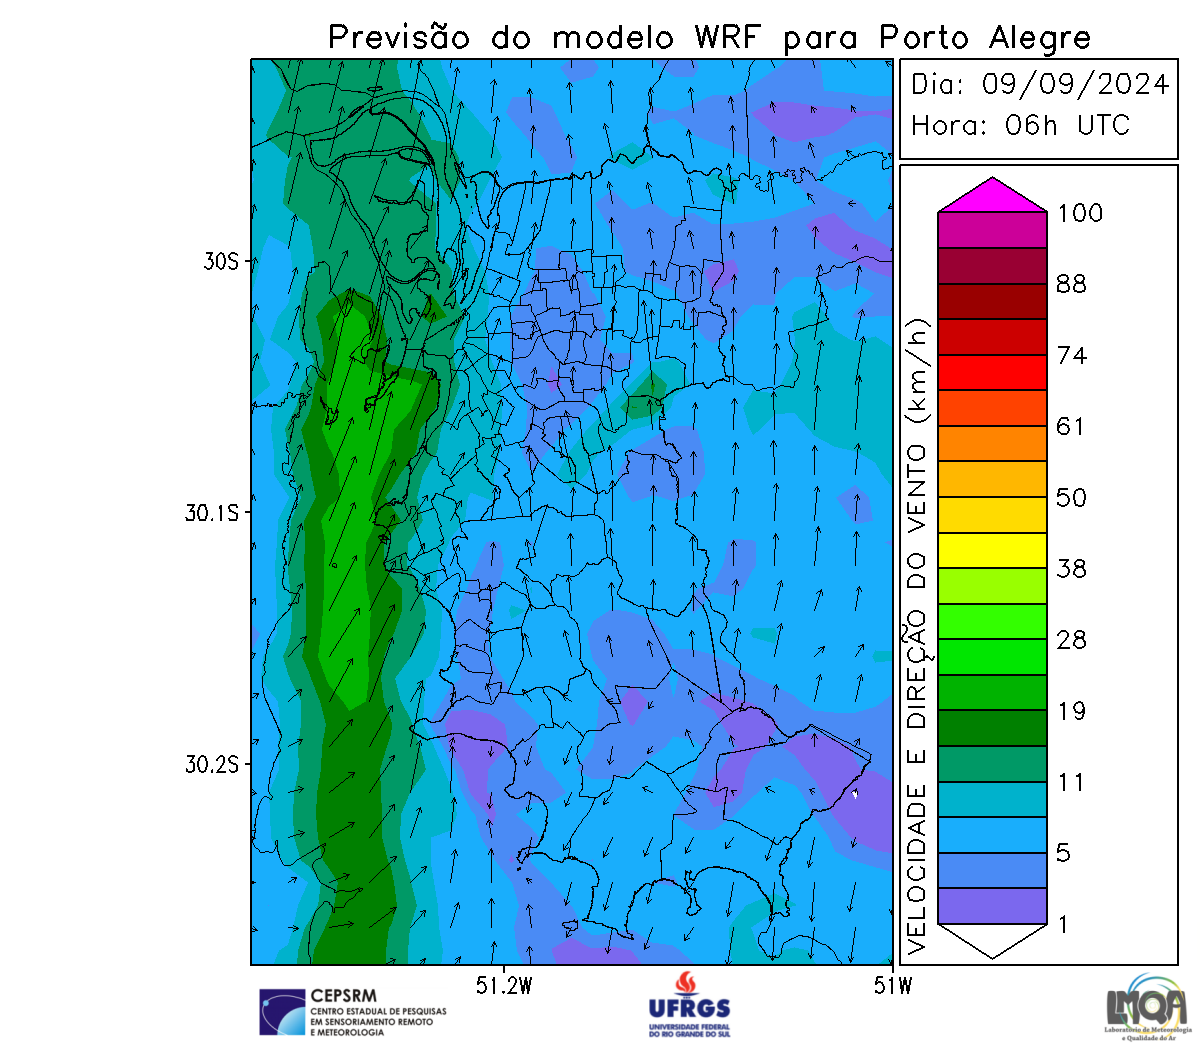 Previsão do modelo WRF para Porto Alegre
Dia: 09/09/2024
Hora: 06h UTC
30S
30.1S
30.2S
51.2W
51W
VELOCIDADE E DIREÇÃO DO VENTO (km/h)
100
88
74
61
50
38
28
19
11
5
1
CEPSRM
CENTRO ESTADUAL DE PESQUISAS
EM SENSORIAMENTO REMOTO
E METEOROLOGIA
UFRGS
UNIVERSIDADE FEDERAL
DO RIO GRANDE DO SUL
LMQA
Laboratório de Meteorologia
e Qualidade do Ar